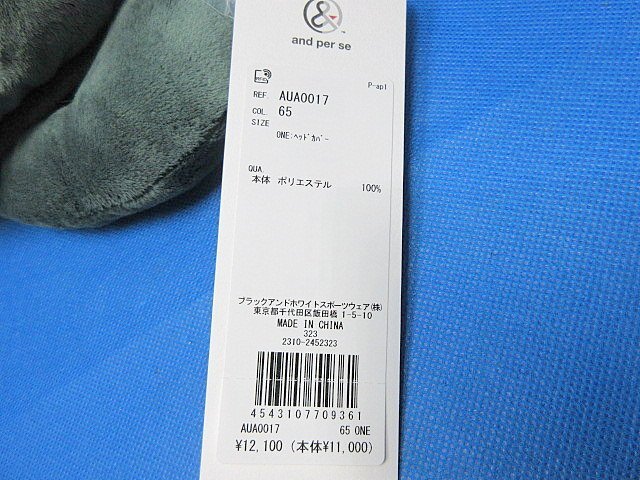 and per se
P-ap1
REF. AUA0017
COL. 65
SIZE
ONE:ﾍｯﾄﾞｶﾊﾞｰ
QUA.
本体 ポリエステル 100%
ブラックアンドホワイトスポーツウェア(株)
東京都千代田区飯田橋 1-5-10
MADE IN CHINA
323
2310-2452323
4543107709361
AUA0017 65 ONE
¥12,100 (本体¥11,000)